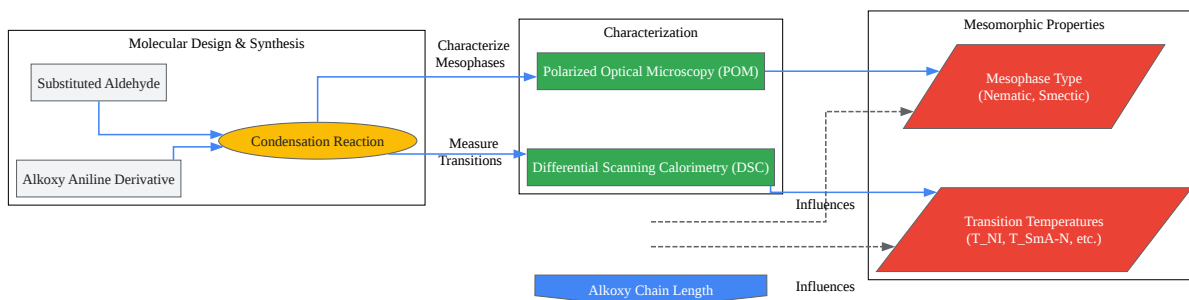 Molecular Design & Synthesis
Substituted Aldehyde
Alkoxy Aniline Derivative
Condensation Reaction
Characterize
Mesophases
Measure
Transitions
Characterization
Polarized Optical Microscopy (POM)
Differential Scanning Calorimetry (DSC)
Mesomorphic Properties
Mesophase Type
(Nematic, Smectic)
Influences
Transition Temperatures
(T_NI, T_SmA-N, etc.)
Alkoxy Chain Length
Influences